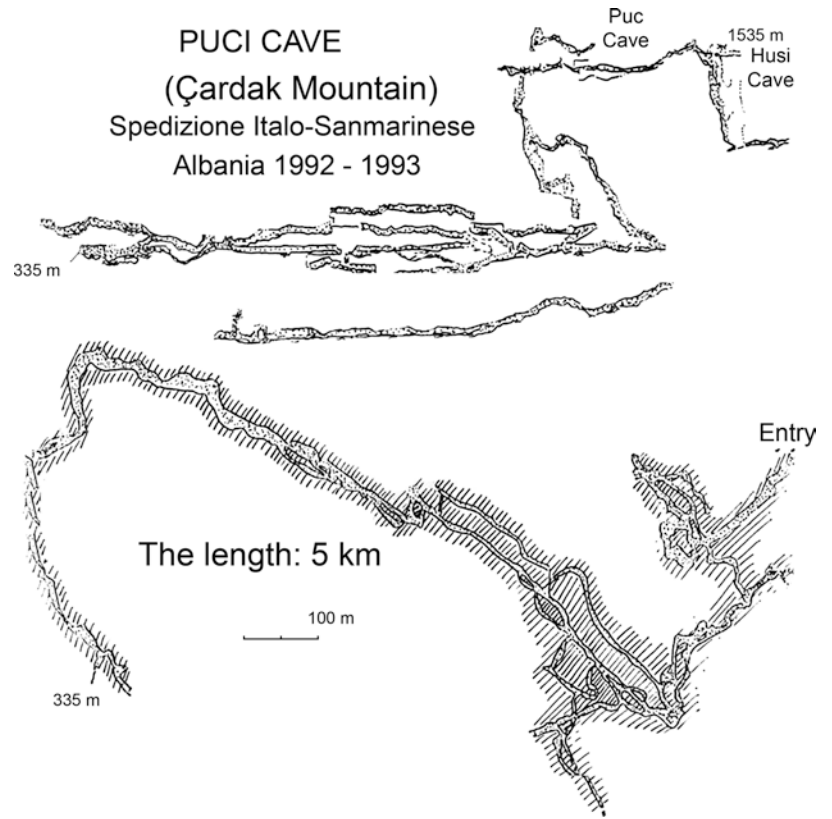 PUCI CAVE
(Çardak Mountain)
Spedizione Italo-Sanmarinese
Albania 1992 - 1993
Puc
Cave
1535 m
Husi
Cave
335 m
Entry
The length: 5 km
100 m
335 m